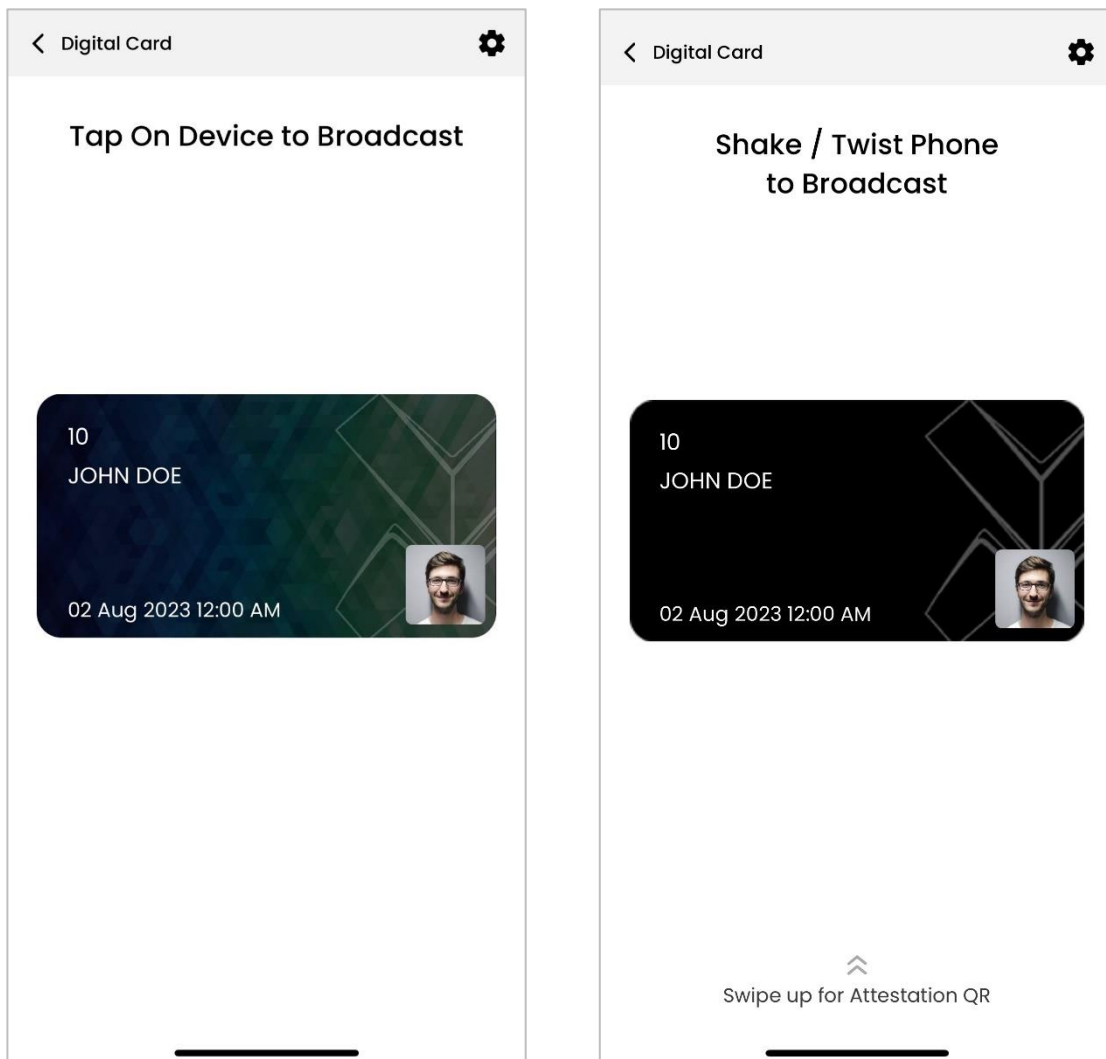 Digital Card
Tap On Device to Broadcast
10
JOHN DOE
02 Aug 2023 12:00 AM
Digital Card
Shake / Twist Phone
to Broadcast
10
JOHN DOE
02 Aug 2023 12:00 AM
Swipe up for Attestation QR